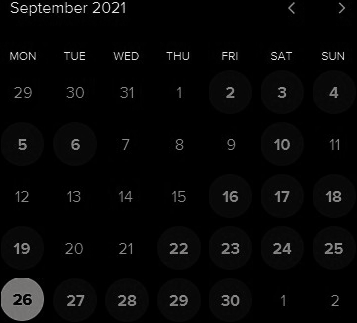 September 2021
MON TUE WED THU FRI SAT SUN
29 30 31 1 2 3 4
5 6 7 8 9 10 11
12 13 14 15 16 17 18
19 20 21 22 23 24 25
26 27 28 29 30 1 2